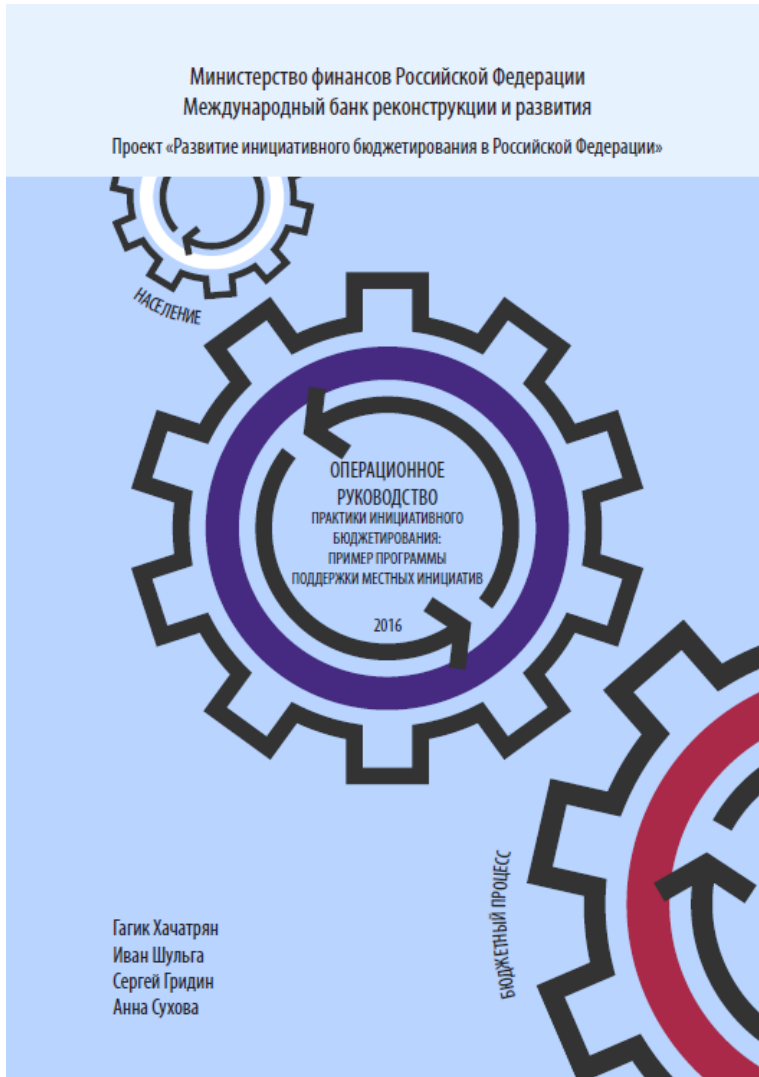 Министерство финансов Российской Федерации
Международный банк реконструкции и развития
Проект «Развитие инициативного бюджетирования в Российской Федерации»
НАСЕЛЕНИЕ
ОПЕРАЦИОННОЕ
РУКОВОДСТВО
ПРАКТИКИ ИНИЦИАТИВНОГО
БЮДЖЕТИРОВАНИЯ:
ПРИМЕР ПРОГРАММЫ
ПОДДЕРЖКИ МЕСТНЫХ ИНИЦИАТИВ
2016
БЮДЖЕТНЫЙ ПРОЦЕСС
Гагик Хачатрян
Иван Шульга
Сергей Гридин
Анна Сухова